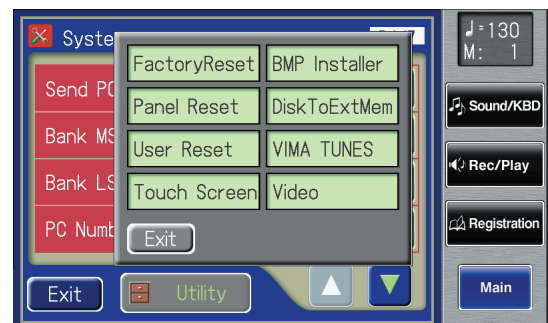 Syste
♩=130
M: 1
FactoryReset BMP Installer
Panel Reset DiskToExtMem
User Reset VIMA TUNES
Touch Screen Video
Exit
Send PC
Bank MS
Bank LS
PC Numb
Exit Utility
Sound/KBD
Rec/Play
Registration
Main